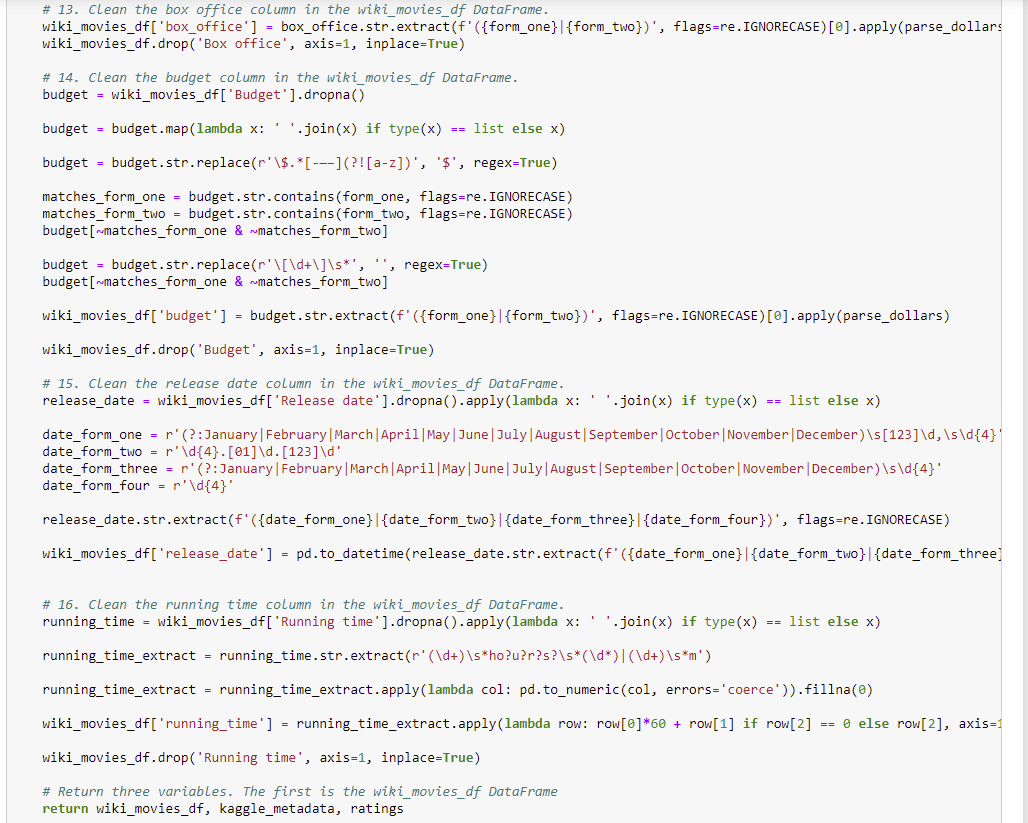 # 13. Clean the box office column in the wiki_movies_df DataFrame.
wiki_movies_df['box_office'] = box_office.str.extract(f'({form_one}|{form_two})', flags=re.IGNORECASE)[0].apply(parse_dollars
wiki_movies_df.drop('Box office', axis=1, inplace=True)
# 14. Clean the budget column in the wiki_movies_df DataFrame.
budget = wiki_movies_df['Budget'].dropna()
budget = budget.map(lambda x: ' '.join(x) if type(x) == list else x)
budget = budget.str.replace(r'\$.*[-—–](?![a-z])', '$', regex=True)
matches_form_one = budget.str.contains(form_one, flags=re.IGNORECASE)
matches_form_two = budget.str.contains(form_two, flags=re.IGNORECASE)
budget[~matches_form_one & ~matches_form_two]
budget = budget.str.replace(r'\[\d+\]\s*', '', regex=True)
budget[~matches_form_one & ~matches_form_two]
wiki_movies_df['budget'] = budget.str.extract(f'({form_one}|{form_two})', flags=re.IGNORECASE)[0].apply(parse_dollars)
wiki_movies_df.drop('Budget', axis=1, inplace=True)
# 15. Clean the release date column in the wiki_movies_df DataFrame.
release_date = wiki_movies_df['Release date'].dropna().apply(lambda x: ' '.join(x) if type(x) == list else x)
date_form_one = r'(?:January|February|March|April|May|June|July|August|September|October|November|December)\s[123]\d,\s\d{4}'
date_form_two = r'\d{4}.[01]\d.[123]\d'
date_form_three = r'(?:January|February|March|April|May|June|July|August|September|October|November|December)\s\d{4}'
date_form_four = r'\d{4}'
release_date.str.extract(f'({date_form_one}|{date_form_two}|{date_form_three}|{date_form_four})', flags=re.IGNORECASE)
wiki_movies_df['release_date'] = pd.to_datetime(release_date.str.extract(f'({date_form_one}|{date_form_two}|{date_form_three}
# 16. Clean the running time column in the wiki_movies_df DataFrame.
running_time = wiki_movies_df['Running time'].dropna().apply(lambda x: ' '.join(x) if type(x) == list else x)
running_time_extract = running_time.str.extract(r'(\d+)\s*ho?u?r?s?\s*(\d*)|(\d+)\s*m')
running_time_extract = running_time_extract.apply(lambda col: pd.to_numeric(col, errors='coerce')).fillna(0)
wiki_movies_df['running_time'] = running_time_extract.apply(lambda row: row[0]*60 + row[1] if row[2] == 0 else row[2], axis=1
wiki_movies_df.drop('Running time', axis=1, inplace=True)
# Return three variables. The first is the wiki_movies_df DataFrame
return wiki_movies_df, kaggle_metadata, ratings